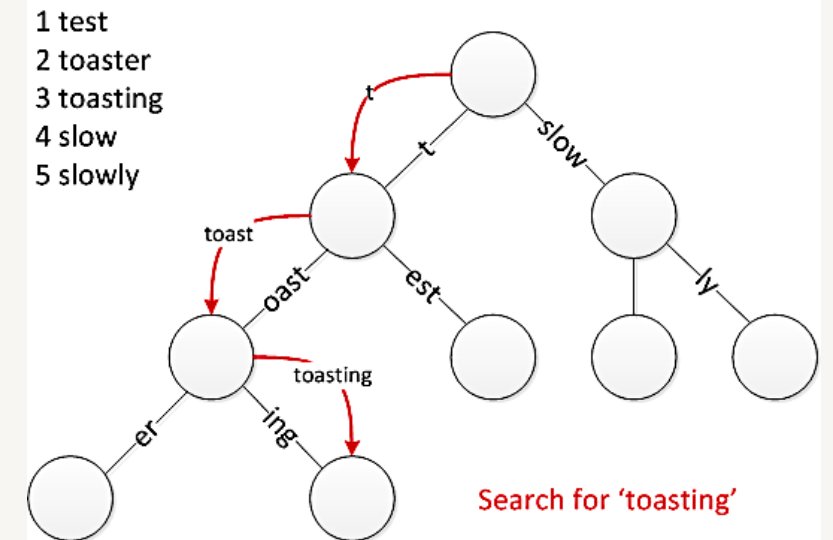 1 test
2 toaster
3 toasting
4 slow
5 slowly
t
t
slow
toast
oast
est
ly
toasting
er
ing
Search for ‘toasting’